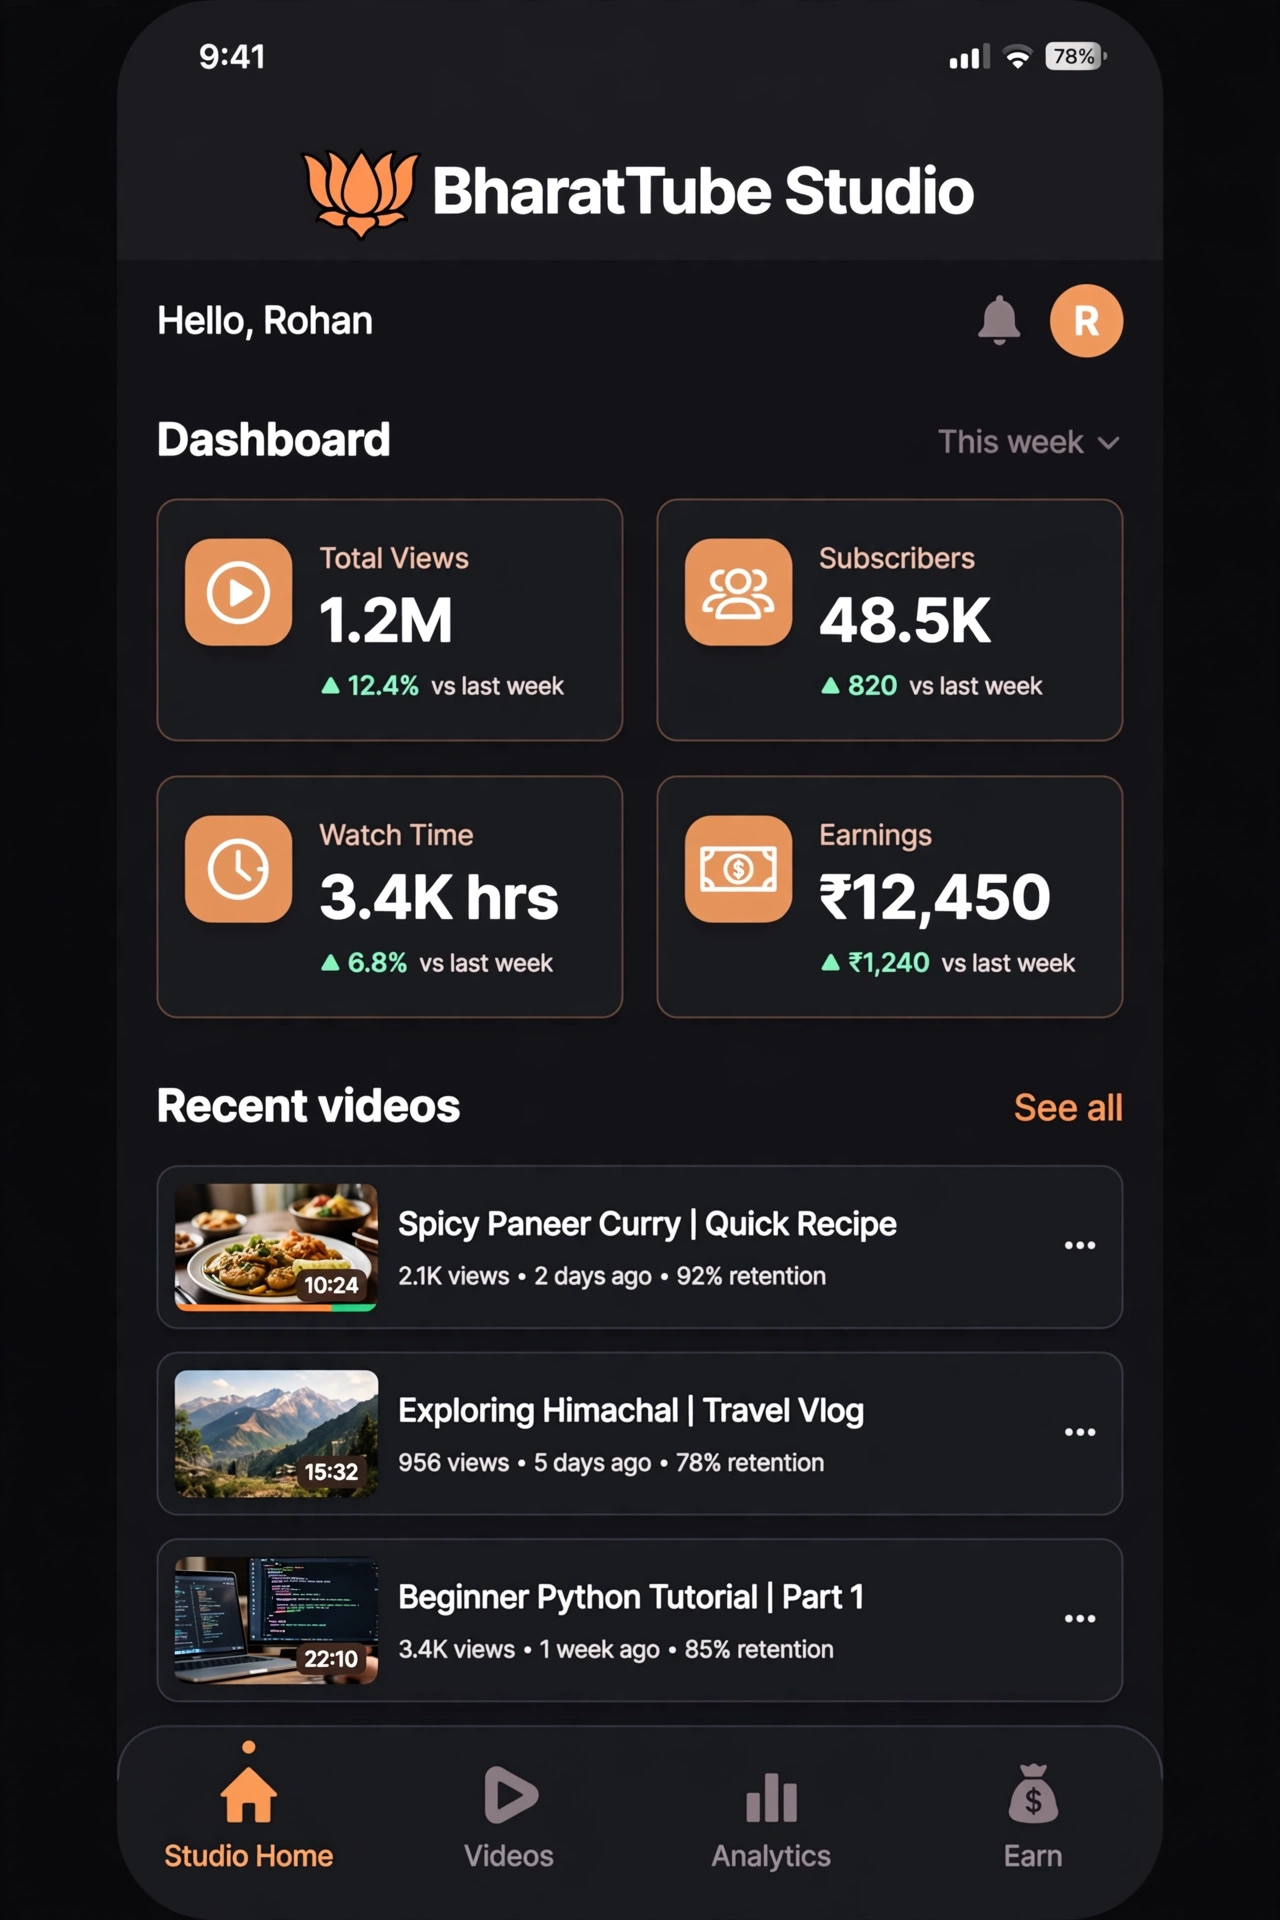 9:41
78%
BharatTube Studio
Hello, Rohan
R
Dashboard
This week
Total Views
1.2M
▲ 12.4% vs last week
Subscribers
48.5K
▲ 820 vs last week
Watch Time
3.4K hrs
▲ 6.8% vs last week
Earnings
₹12,450
▲ ₹1,240 vs last week
Recent videos
See all
Spicy Paneer Curry | Quick Recipe
2.1K views • 2 days ago • 92% retention
10:24
Exploring Himachal | Travel Vlog
956 views • 5 days ago • 78% retention
15:32
Beginner Python Tutorial | Part 1
3.4K views • 1 week ago • 85% retention
22:10
Studio Home
Videos
Analytics
Earn